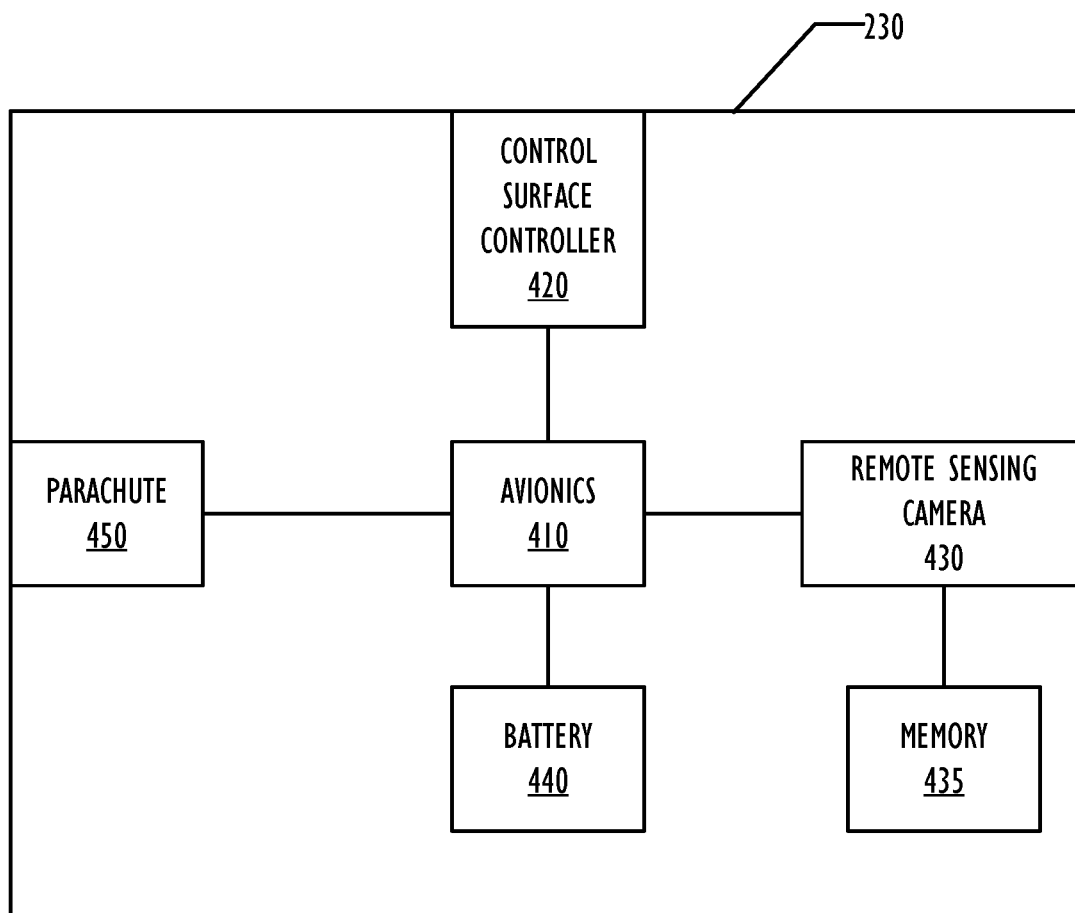 230
CONTROL
SURFACE
CONTROLLER
420
PARACHUTE
450
AVIONICS
410
REMOTE SENSING
CAMERA
430
BATTERY
440
MEMORY
435